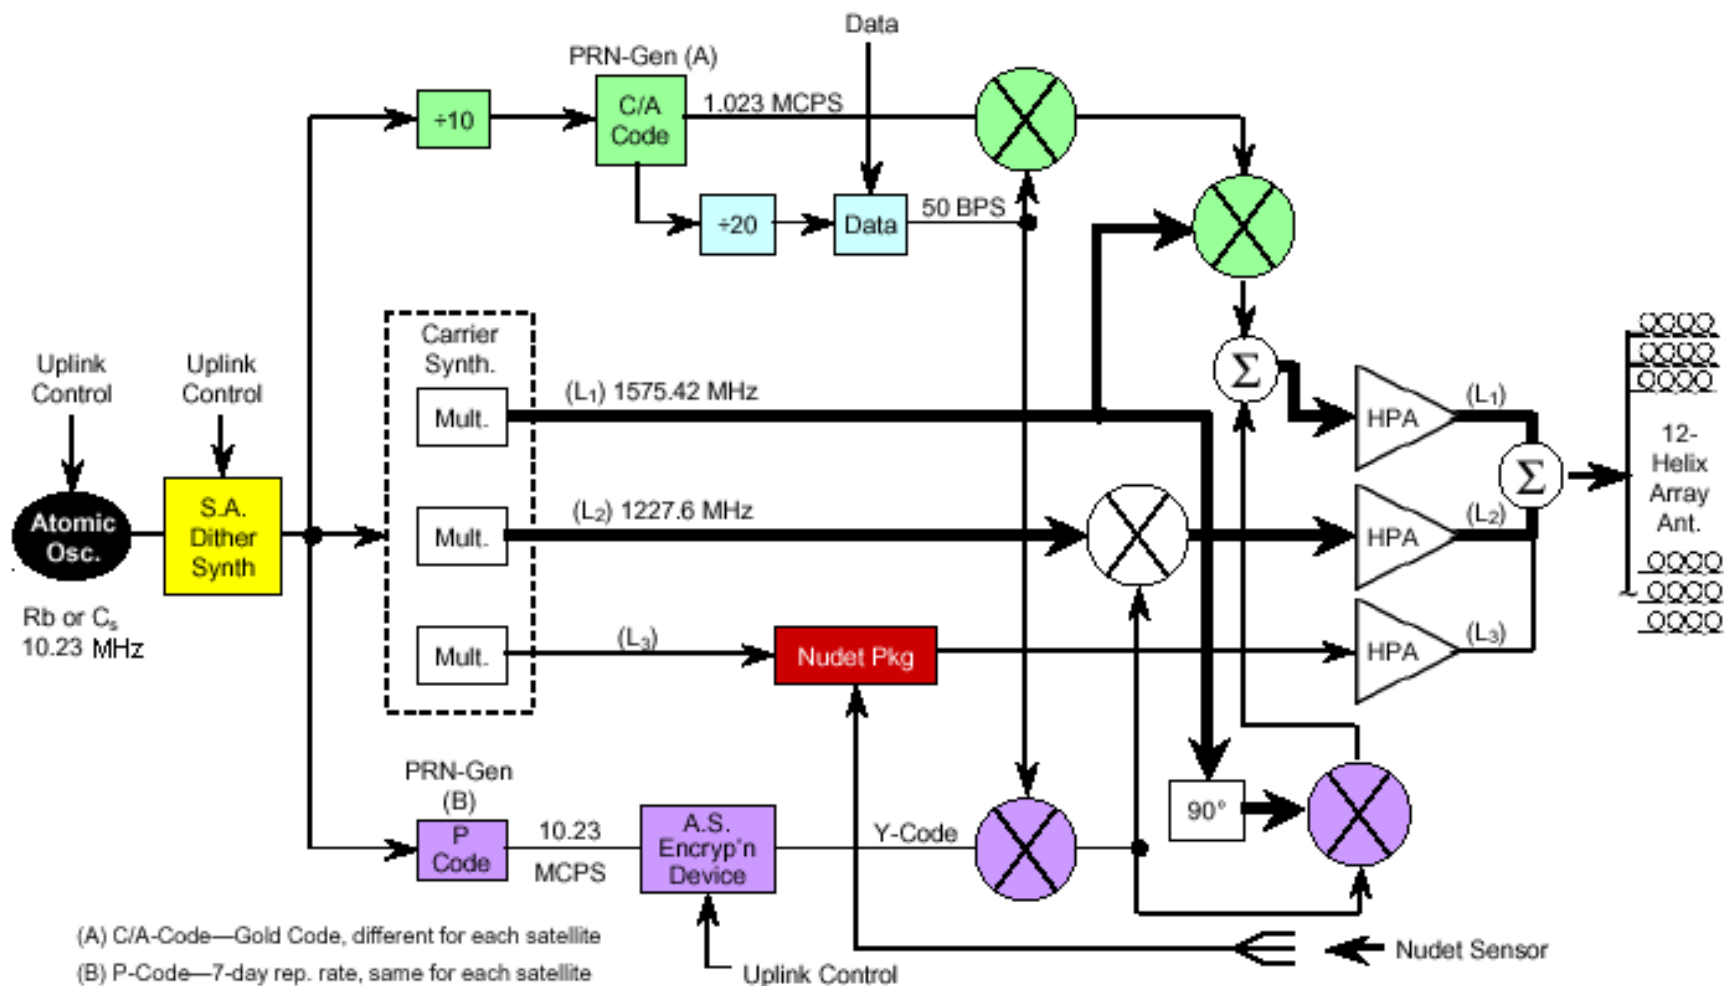 Data
PRN-Gen (A)
÷10
C/A
Code
1.023 MCPS
÷20
Data
50 BPS
Carrier
Synth.
Uplink
Control
Uplink
Control
Mult.
(L₁) 1575.42 MHz
Σ
HPA
(L₁)
12-
Helix
Array
Ant.
Σ
Atomic
Osc.
S.A.
Dither
Synth
Mult.
(L₂) 1227.6 MHz
HPA
(L₂)
Rb or Cₛ
10.23 MHz
Mult.
(L₃)
Nudet Pkg
HPA
(L₃)
PRN-Gen
(B)
P
Code
10.23
MCPS
A.S.
Encryp'n
Device
Y-Code
90°
(A) C/A-Code—Gold Code, different for each satellite
(B) P-Code—7-day rep. rate, same for each satellite
Uplink Control
Nudet Sensor